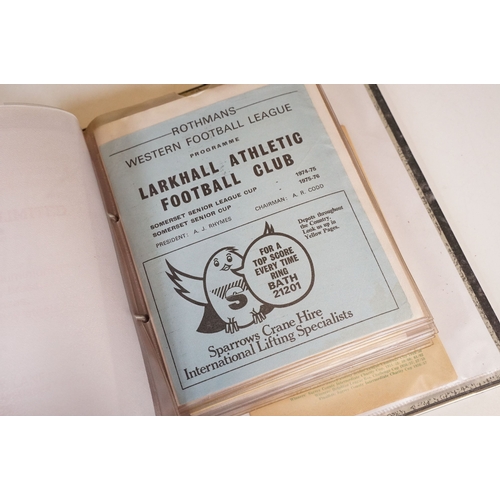 ROTHMANS
WESTERN FOOTBALL LEAGUE
PROGRAMME
LARKHALL ATHLETIC
FOOTBALL CLUB
SOMERSET SENIOR LEAGUE CUP 1974-75
SOMERSET SENIOR CUP 1975-76
PRESIDENT: A. J. RHYMES CHAIRMAN: A. R. CODD
Depots throughout
the Country.
Look us up in
Yellow Pages.
FOR A
TOP SCORE
EVERY TIME
RING
BATH
21201
S
Sparrows Crane Hire
International Lifting Specialists